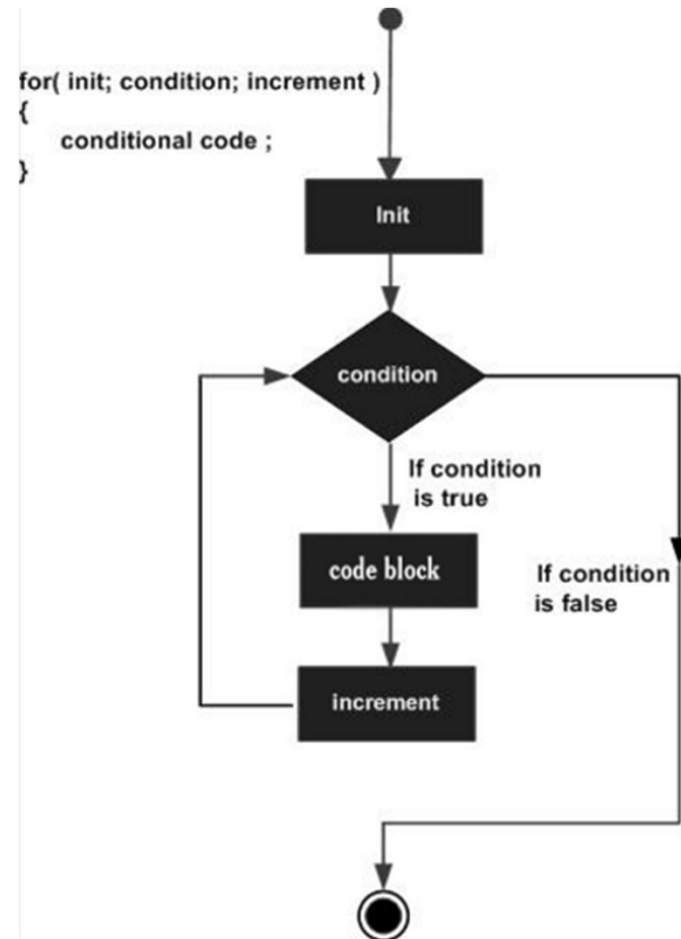 for( init; condition; increment )
{
conditional code ;
}
Init
condition
If condition
is true
code block
If condition
is false
increment